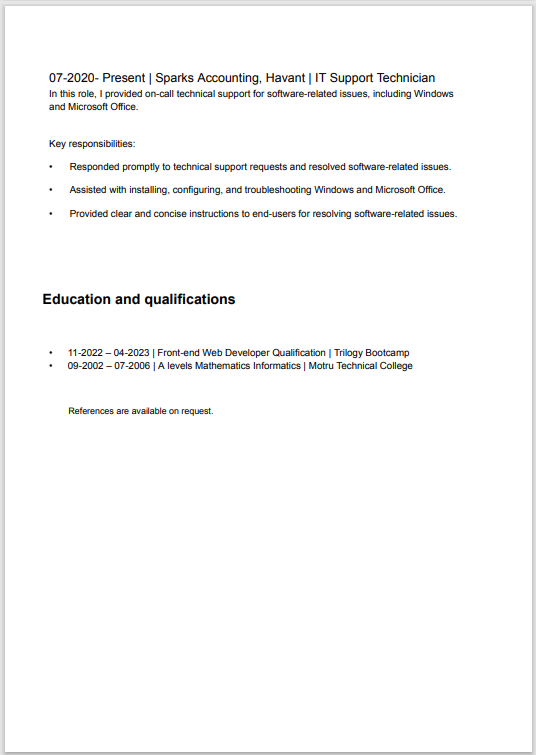 07-2020- Present | Sparks Accounting, Havant | IT Support Technician
In this role, I provided on-call technical support for software-related issues, including Windows
and Microsoft Office.
Key responsibilities:
• Responded promptly to technical support requests and resolved software-related issues.
• Assisted with installing, configuring, and troubleshooting Windows and Microsoft Office.
• Provided clear and concise instructions to end-users for resolving software-related issues.
Education and qualifications
• 11-2022 – 04-2023 | Front-end Web Developer Qualification | Trilogy Bootcamp
• 09-2002 – 07-2006 | A levels Mathematics Informatics | Motru Technical College
References are available on request.